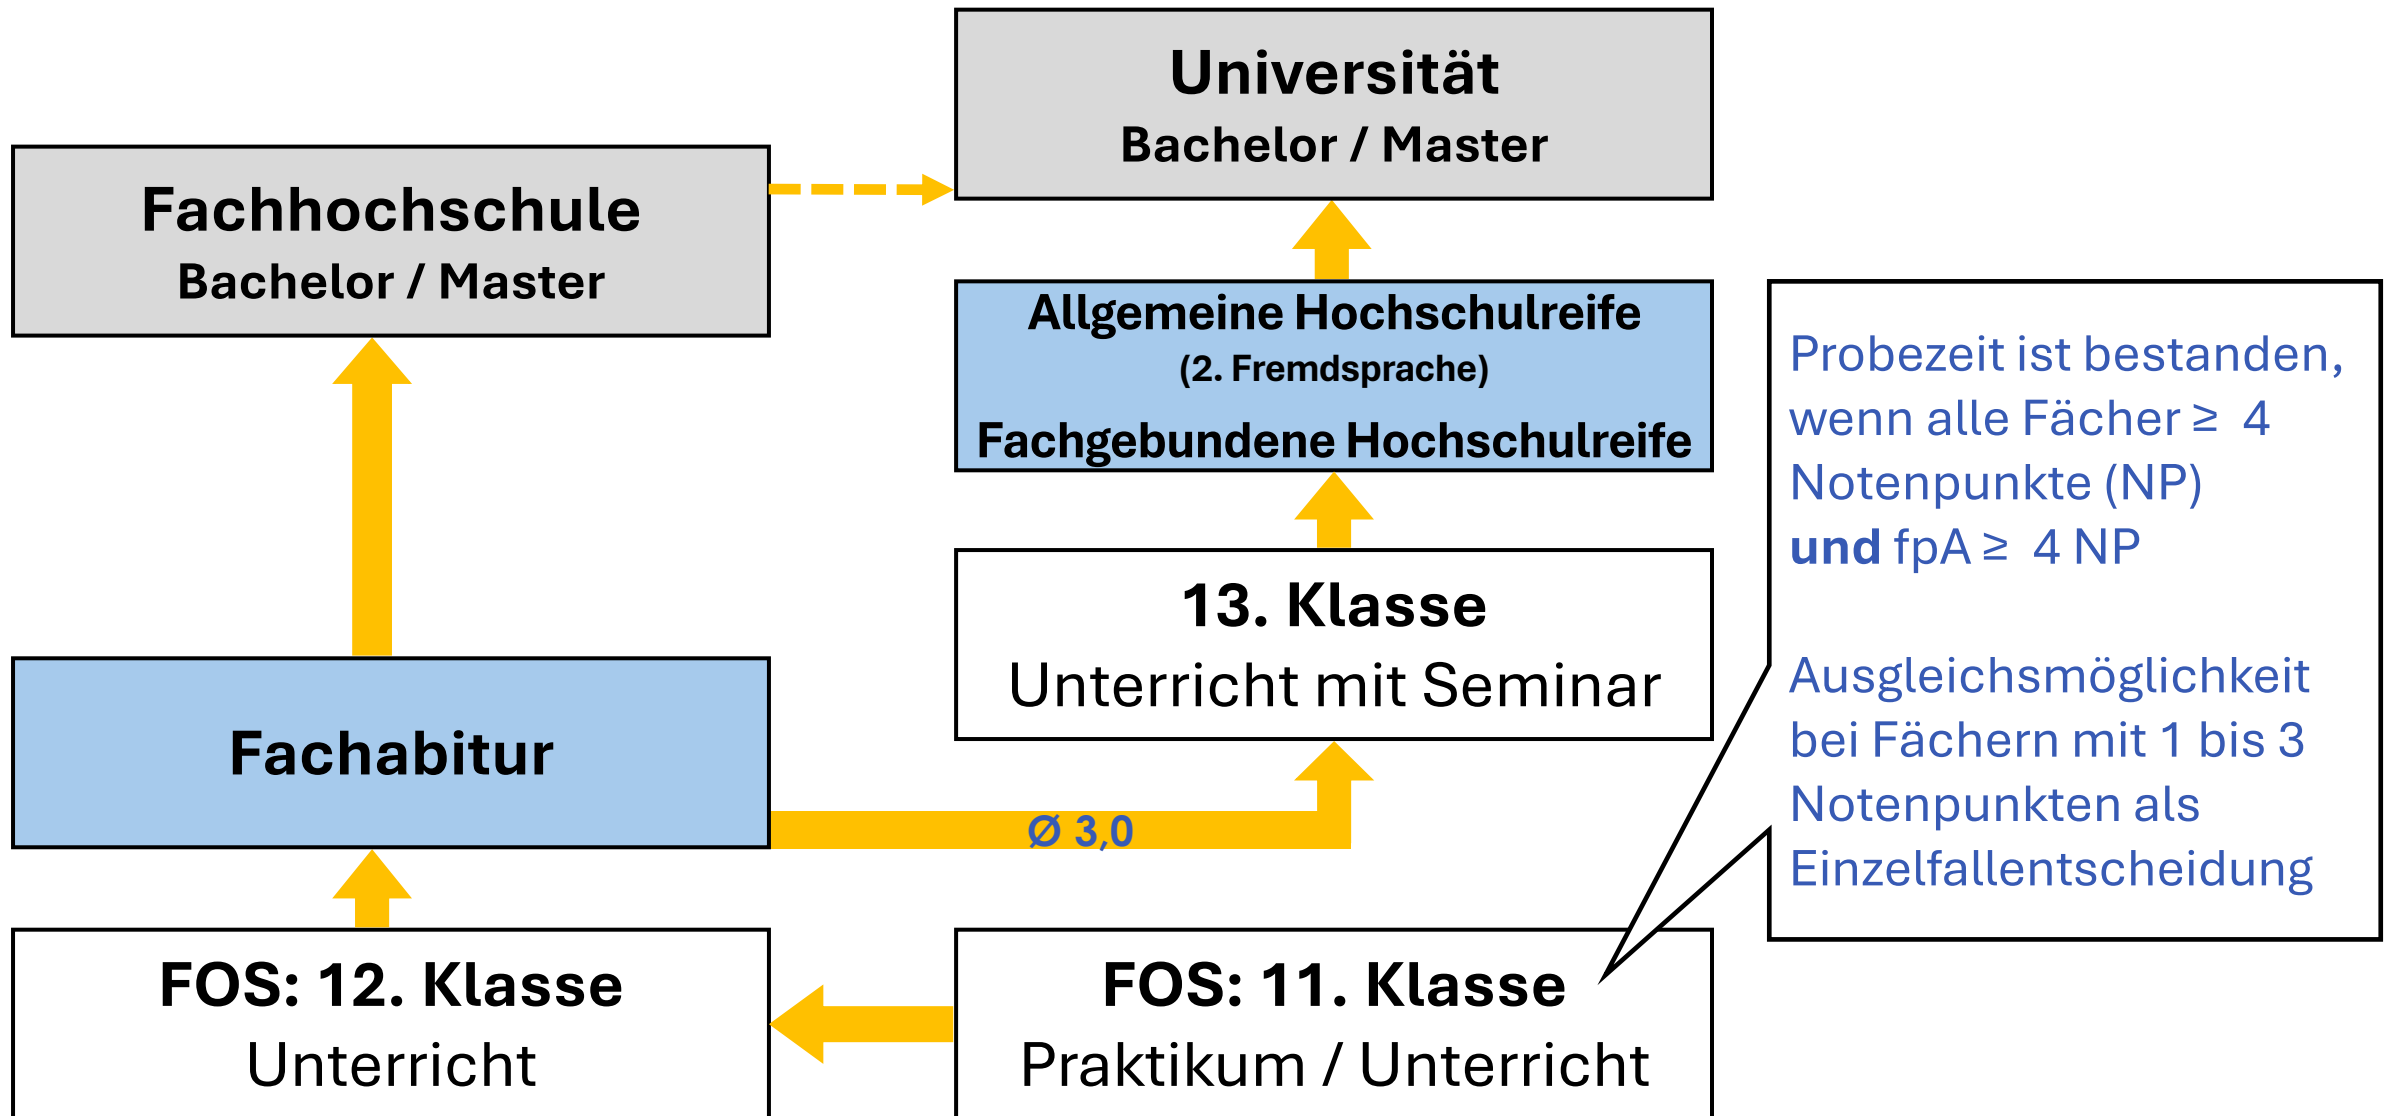 Universität
Bachelor / Master
Fachhochschule
Bachelor / Master
Allgemeine Hochschulreife
(2. Fremdsprache)
Fachgebundene Hochschulreife
Probezeit ist bestanden,
wenn alle Fächer ≥ 4
Notenpunkte (NP)
und fpA ≥ 4 NP
Ausgleichsmöglichkeit
bei Fächern mit 1 bis 3
Notenpunkten als
Einzelfallentscheidung
13. Klasse
Unterricht mit Seminar
Fachabitur
Ø 3,0
FOS: 12. Klasse
Unterricht
FOS: 11. Klasse
Praktikum / Unterricht